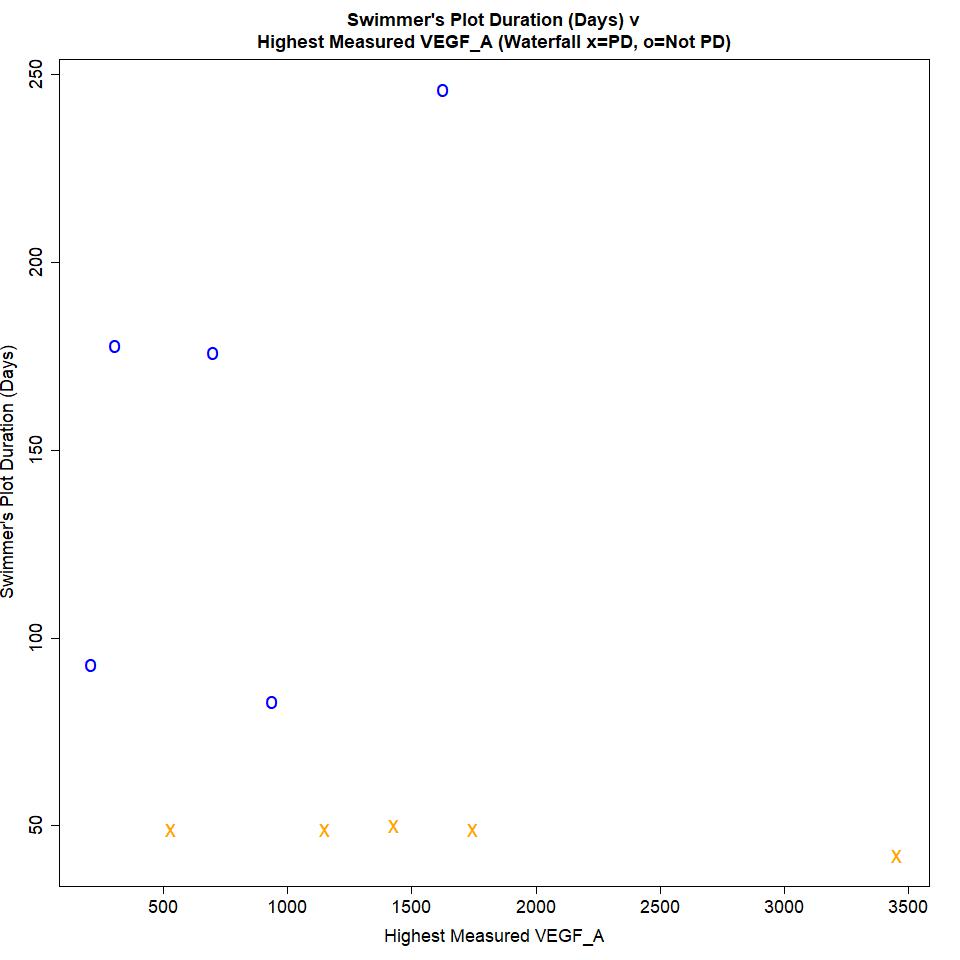 Swimmer's Plot Duration (Days) v
Highest Measured VEGF_A (Waterfall x=PD, o=Not PD)
Swimmer's Plot Duration (Days)
250
200
150
100
50
o
o
o
o
o
x
x
x
x
x
500 1000 1500 2000 2500 3000 3500
Highest Measured VEGF_A